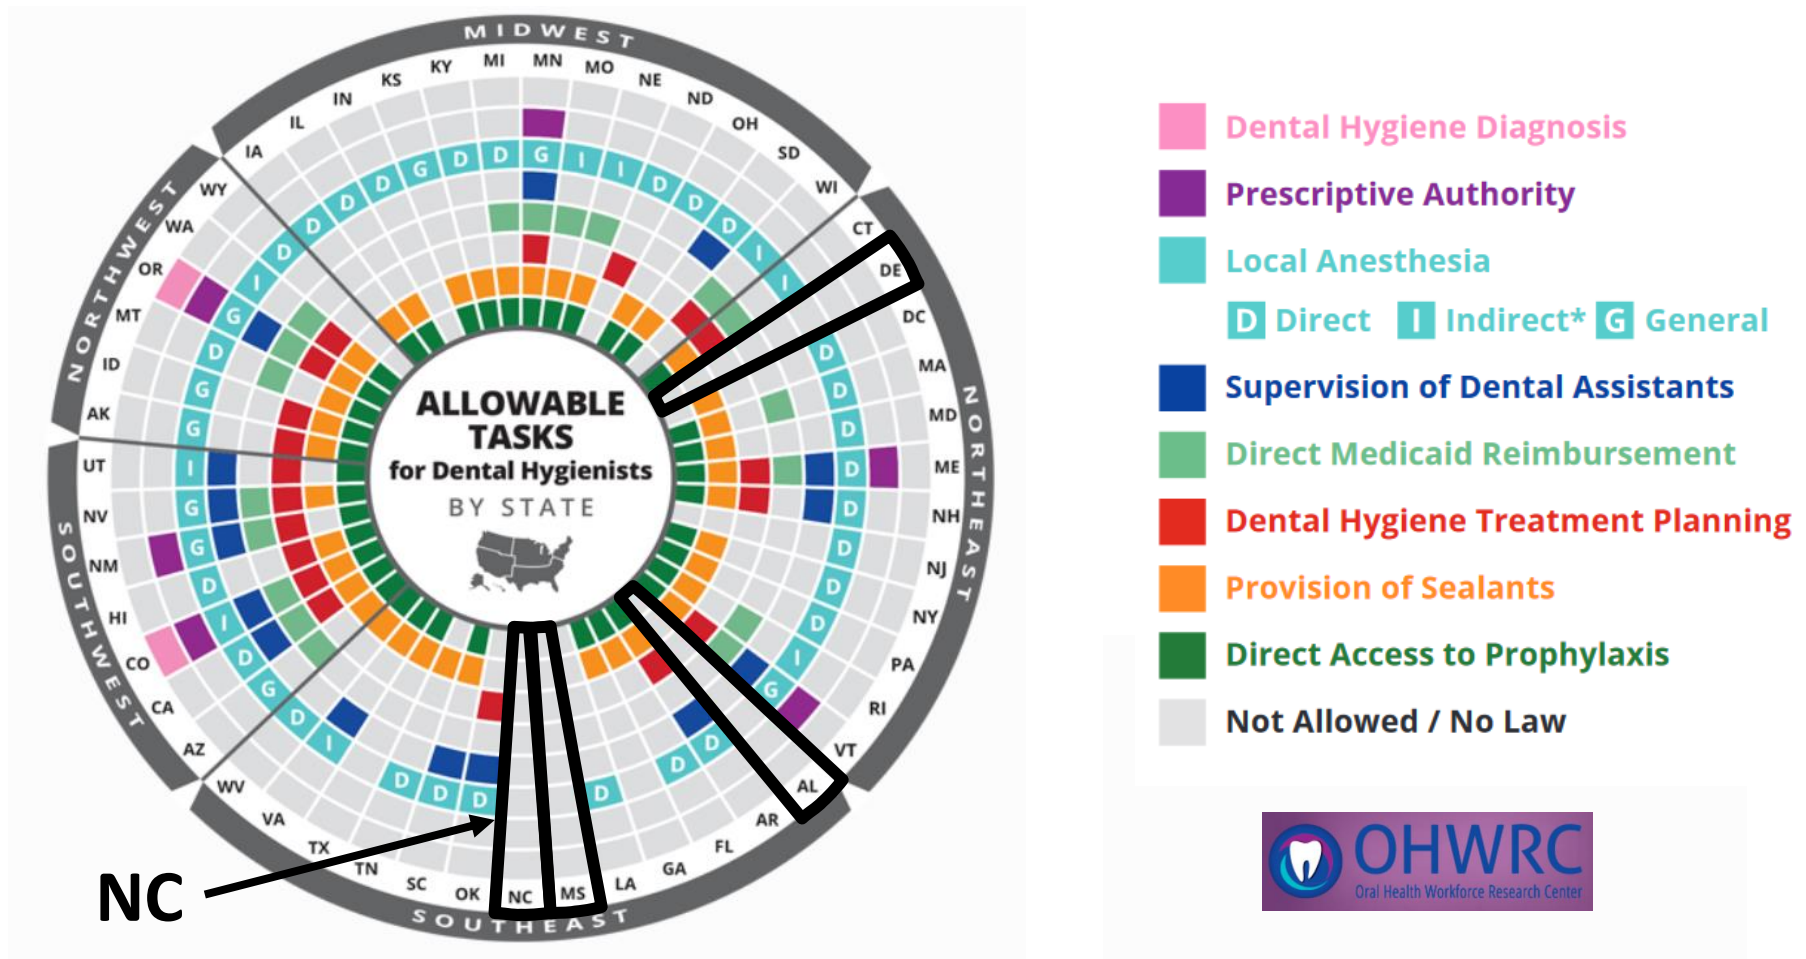 MIDWEST
IA
IL
IN
KS
KY
MI
MN
MO
NE
ND
OH
SD
WI
NORTHEAST
CT
DE
DC
MA
MD
ME
NH
NJ
NY
PA
RI
VT
SOUTHEAST
AL
AR
FL
GA
LA
MS
NC
OK
SC
TN
TX
VA
WV
SOUTHWEST
AZ
CA
CO
HI
NM
NV
UT
NORTHWEST
AK
ID
MT
OR
WA
WY
D D D G D D G I I D D D I I D D D D D D D D I G D D D D D D I D G D I D G G I G G D G I D
ALLOWABLE
TASKS
for Dental Hygienists
BY STATE
NC
Dental Hygiene Diagnosis
Prescriptive Authority
Local Anesthesia
D Direct I Indirect* G General
Supervision of Dental Assistants
Direct Medicaid Reimbursement
Dental Hygiene Treatment Planning
Provision of Sealants
Direct Access to Prophylaxis
Not Allowed / No Law
OHWRC
Oral Health Workforce Research Center